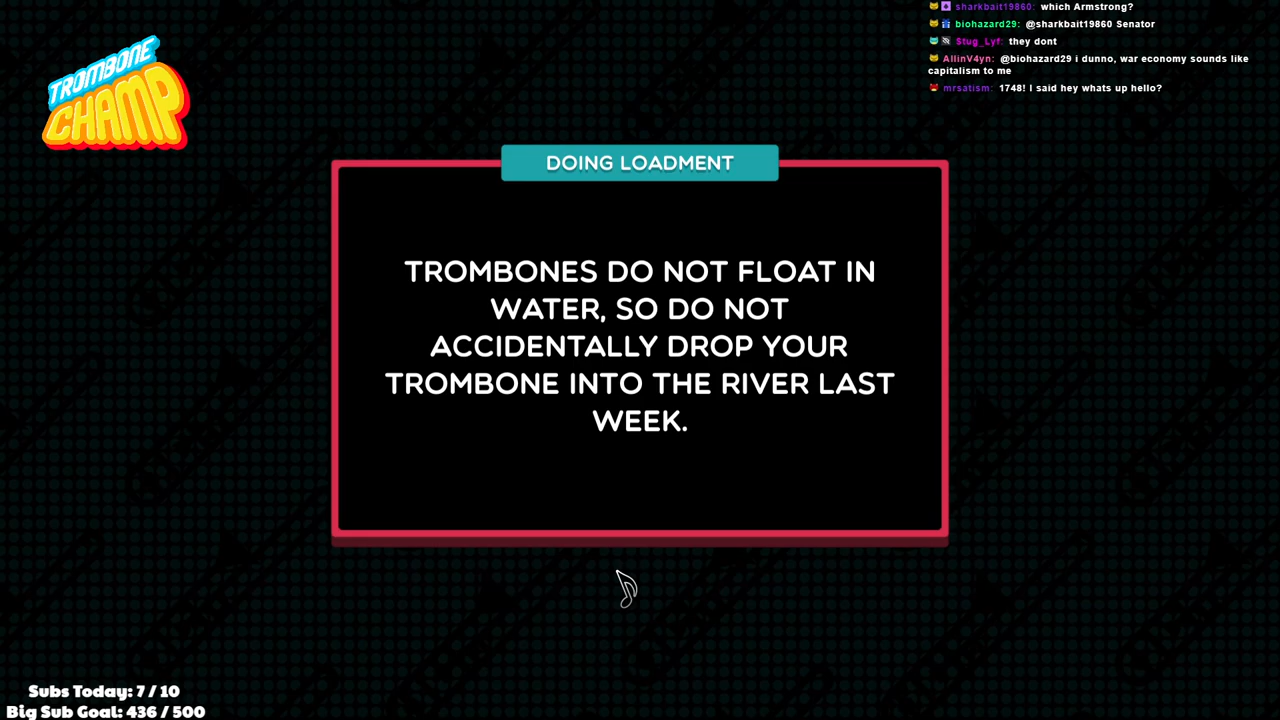 sharkbait19860: which Armstrong?
biohazard29: @sharkbait19860 Senator
$tug_Lyf: they dont
AllinV4yn: @biohazard29 i dunno, war economy sounds like
capitalism to me
mrsatism: 1748! I said hey whats up hello?
TROMBONE
CHAMP
DOING LOADMENT
TROMBONES DO NOT FLOAT IN
WATER, SO DO NOT
ACCIDENTALLY DROP YOUR
TROMBONE INTO THE RIVER LAST
WEEK.
Subs Today: 7 / 10
Big Sub Goal: 436 / 500